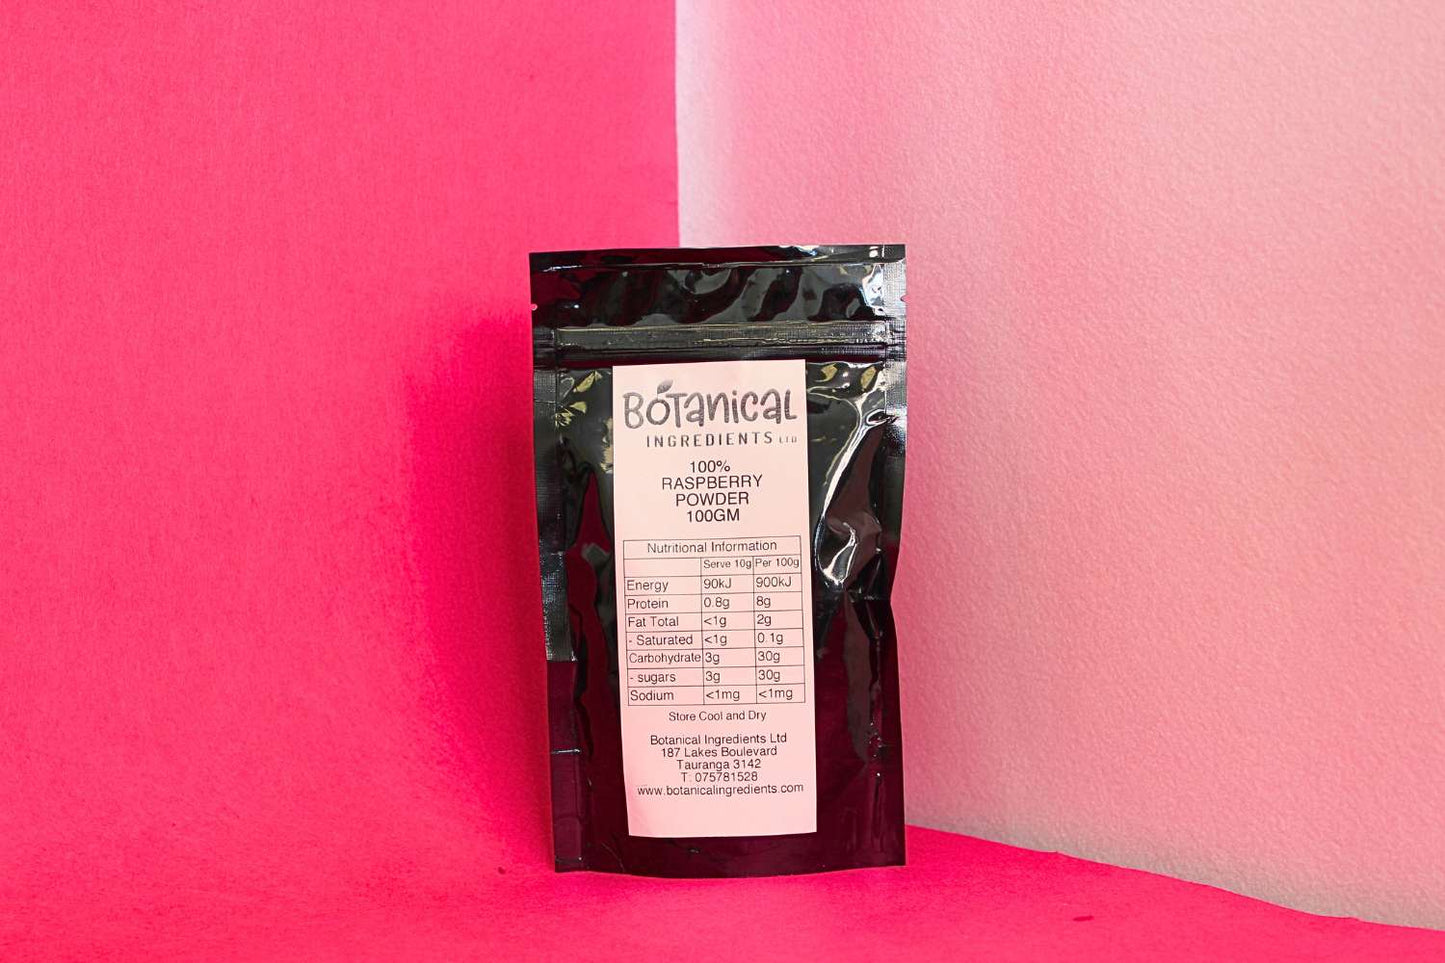 BOTANICAL
INGREDIENTS LTD
100%
RASPBERRY
POWDER
100GM
Nutritional Information
Serve 10g Per 100g
Energy 90kJ 900kJ
Protein 0.8g 8g
Fat Total <1g 2g
- Saturated <1g 0.1g
Carbohydrate 3g 30g
- sugars 3g 30g
Sodium <1mg <1mg
Store Cool and Dry
Botanical Ingredients Ltd
187 Lakes Boulevard
Tauranga 3142
T: 075781528
www.botanicalingredients.com